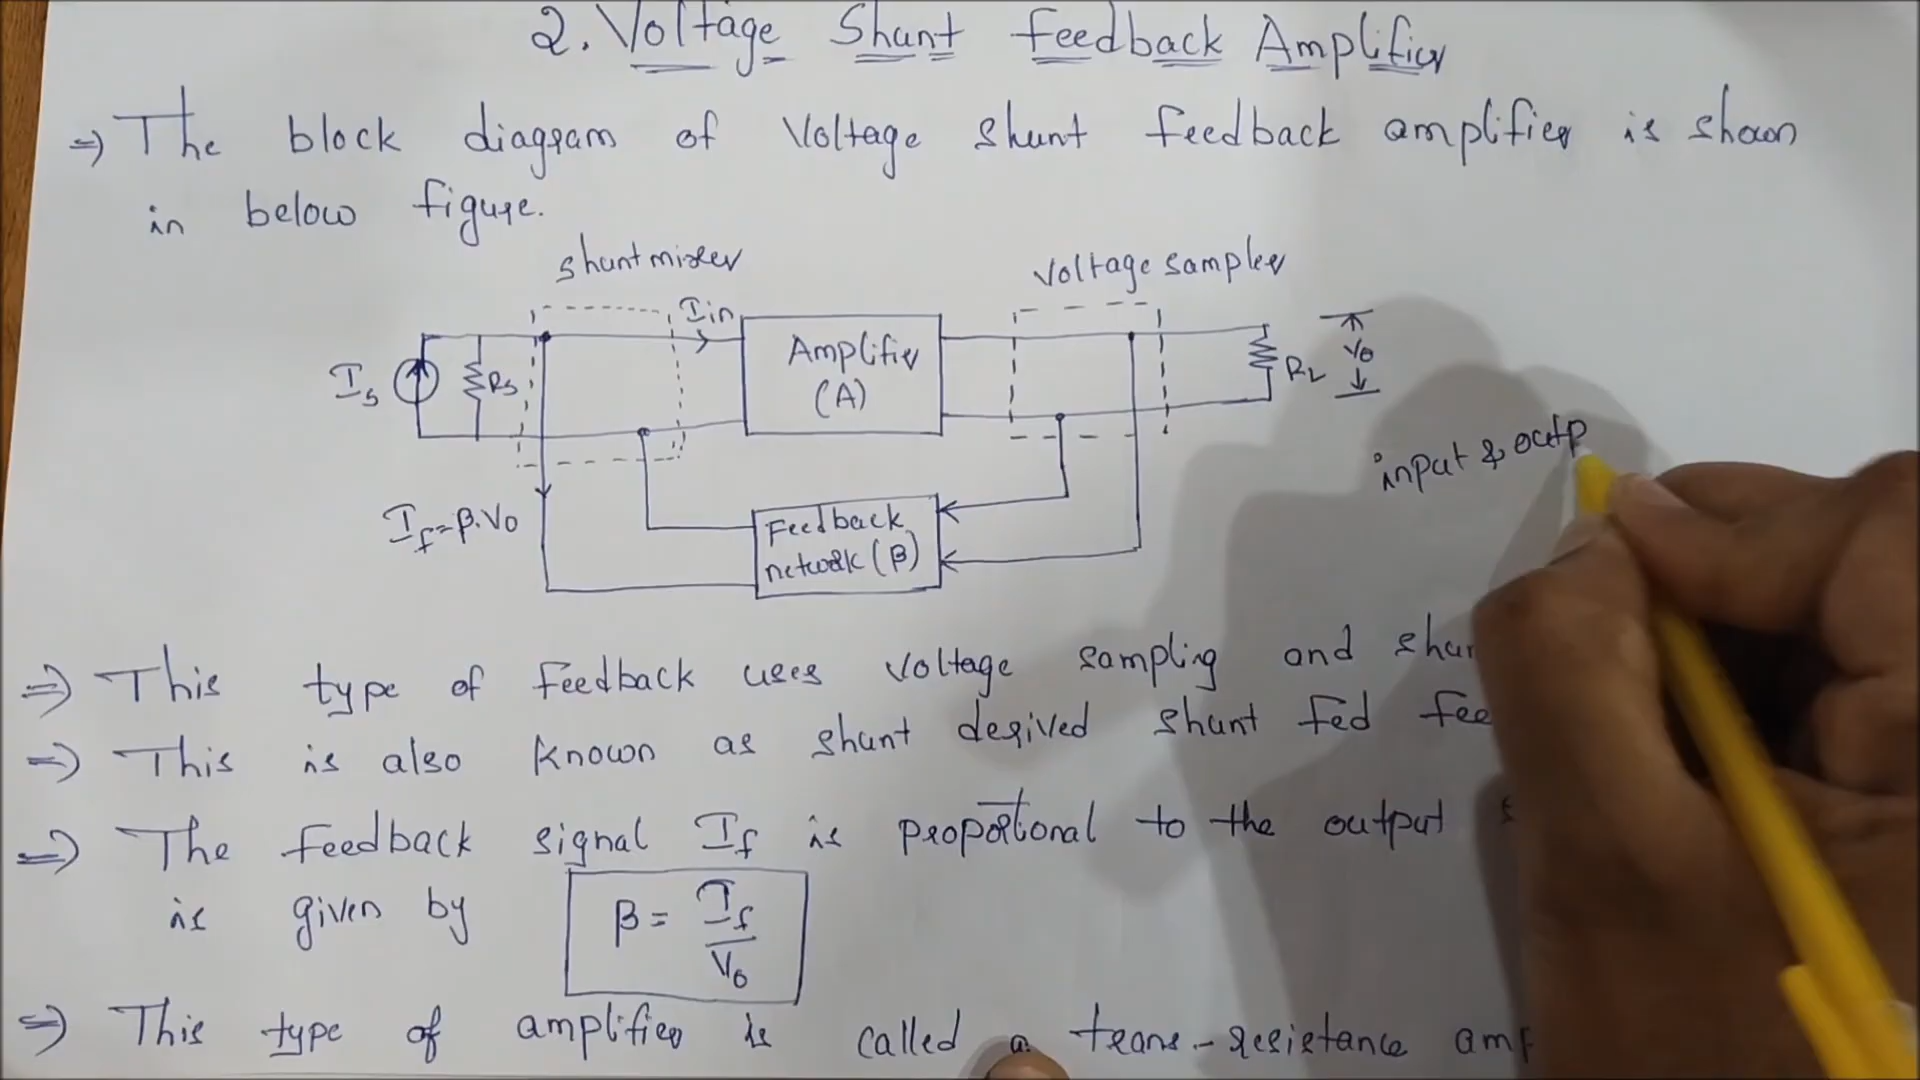 2. Voltage Shunt Feedback Amplifier
⇒ The block diagram of Voltage shunt feedback amplifier is shown
in below figure.
shunt mixer
Voltage sampler
Iin
Is
Rs
Amplifier
(A)
RL
Vo
input & outp
If=β.Vo
Feedback
network (β)
⇒ This type of feedback uses voltage sampling and
⇒ This is also known as shunt derived shunt fed
⇒ The feedback signal If is proportional to the output
is given by
β = If/Vo
⇒ This type of amplifier is called a trans-resistance